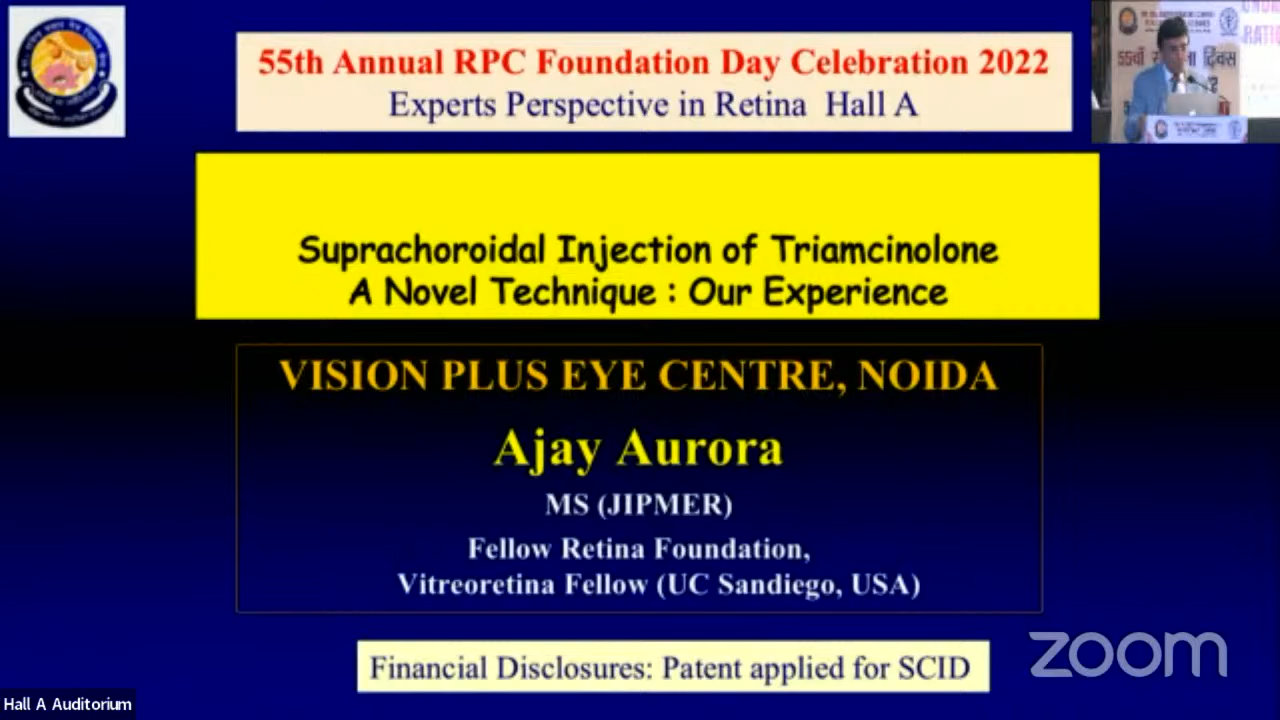 55th Annual RPC Foundation Day Celebration 2022
Experts Perspective in Retina Hall A
Suprachoroidal Injection of Triamcinolone
A Novel Technique : Our Experience
VISION PLUS EYE CENTRE, NOIDA
Ajay Aurora
MS (JIPMER)
Fellow Retina Foundation,
Vitreoretina Fellow (UC Sandiego, USA)
Financial Disclosures: Patent applied for SCID
zoom
Hall A Auditorium